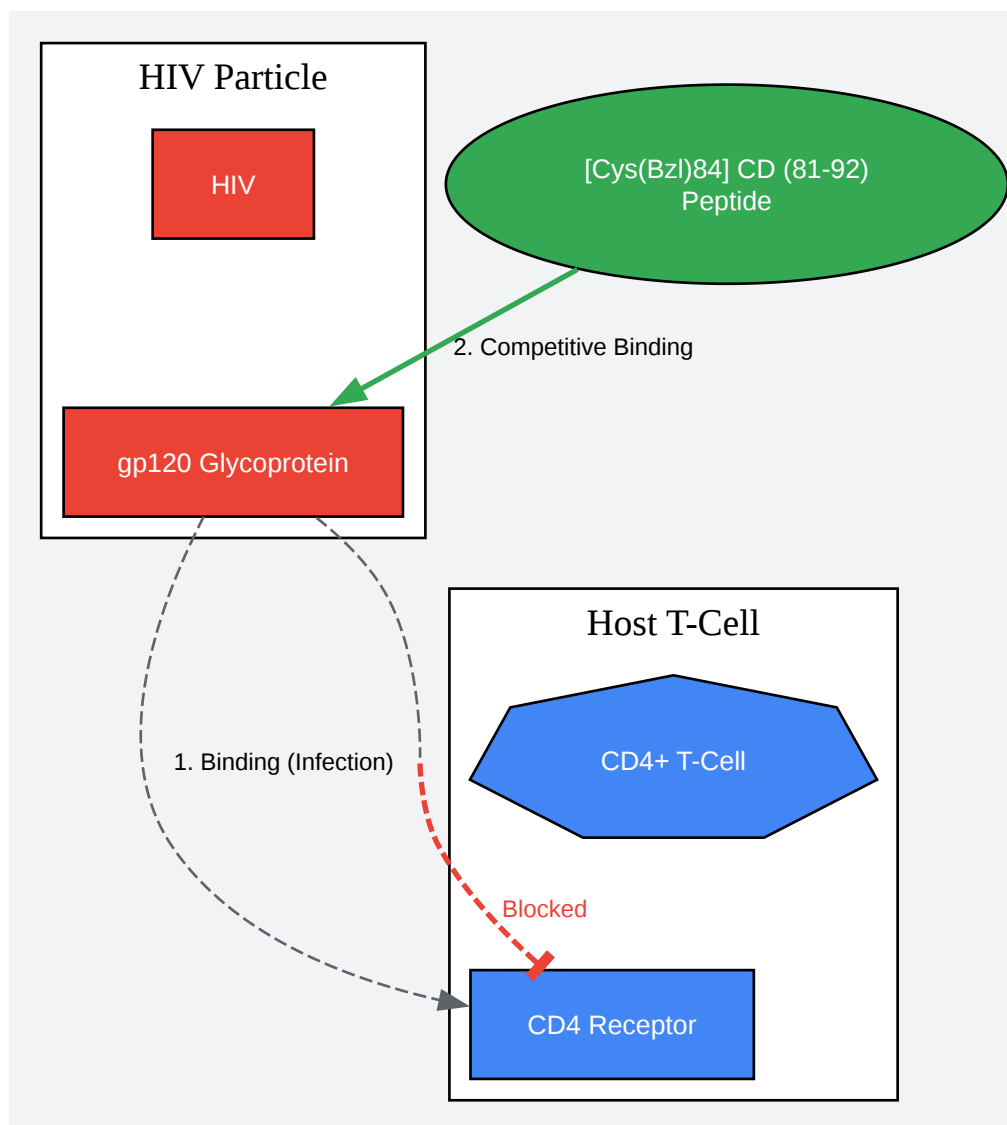 HIV Particle
HIV
[Cys(Bzl)84] CD (81-92)
Peptide
2. Competitive Binding
gp120 Glycoprotein
Host T-Cell
CD4+ T-Cell
1. Binding (Infection)
Blocked
CD4 Receptor